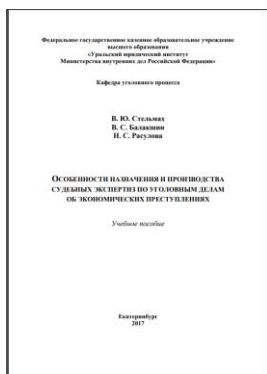 Федеральное государственное казенное образовательное учреждение
высшего образования
«Уральский юридический институт
Министерства внутренних дел Российской Федерации»
Кафедра уголовного процесса
В. Ю. Стельмах
В. С. Балакшин
Н. С. Расулова
ОСОБЕННОСТИ НАЗНАЧЕНИЯ И ПРОИЗВОДСТВА
СУДЕБНЫХ ЭКСПЕРТИЗ ПО УГОЛОВНЫМ ДЕЛАМ
ОБ ЭКОНОМИЧЕСКИХ ПРЕСТУПЛЕНИЯХ
Учебное пособие
Екатеринбург
2017